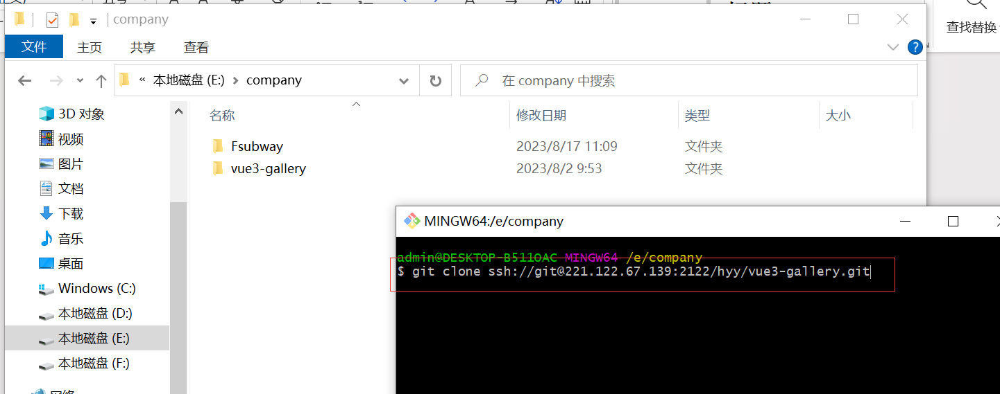 company
查找替换
文件 主页 共享 查看
« 本地磁盘 (E:) > company
在 company 中搜索
名称 修改日期 类型 大小
3D 对象
视频
图片
文档
下载
音乐
桌面
Windows (C:)
本地磁盘 (D:)
本地磁盘 (E:)
本地磁盘 (F:)
网络
Fsubway 2023/8/17 11:09 文件夹
vue3-gallery 2023/8/2 9:53 文件夹
MINGW64:/e/company
admin@DESKTOP-B511OAC MINGW64 /e/company
$ git clone ssh://git@221.122.67.139:2122/hyy/vue3-gallery.git